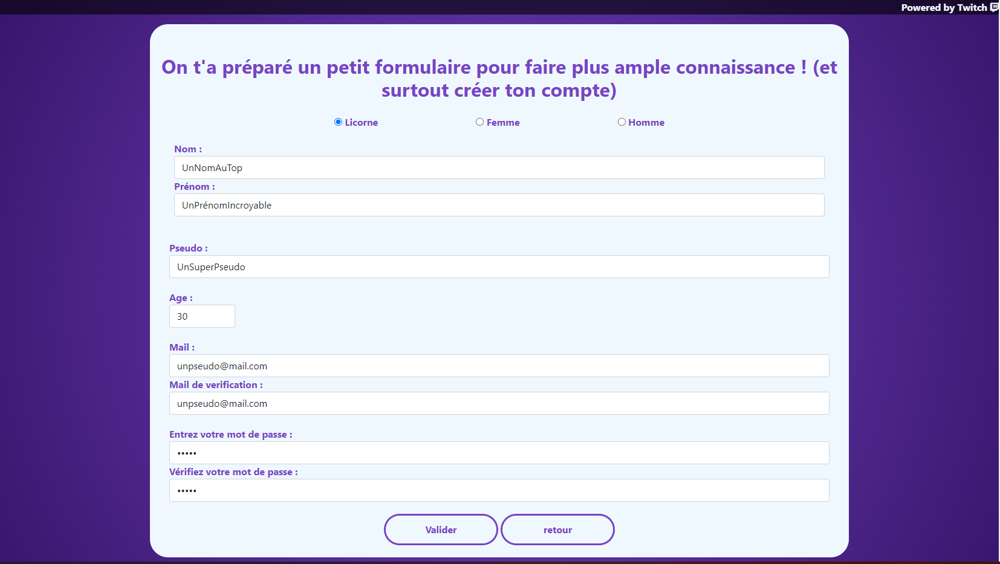 Powered by Twitch
On t'a préparé un petit formulaire pour faire plus ample connaissance ! (et
surtout créer ton compte)
Licorne Femme Homme
Nom :
UnNomAuTop
Prénom :
UnPrénomIncroyable
Pseudo :
UnSuperPseudo
Age :
30
Mail :
unpseudo@mail.com
Mail de verification :
unpseudo@mail.com
Entrez votre mot de passe :
•••••
Vérifiez votre mot de passe :
•••••
Valider retour